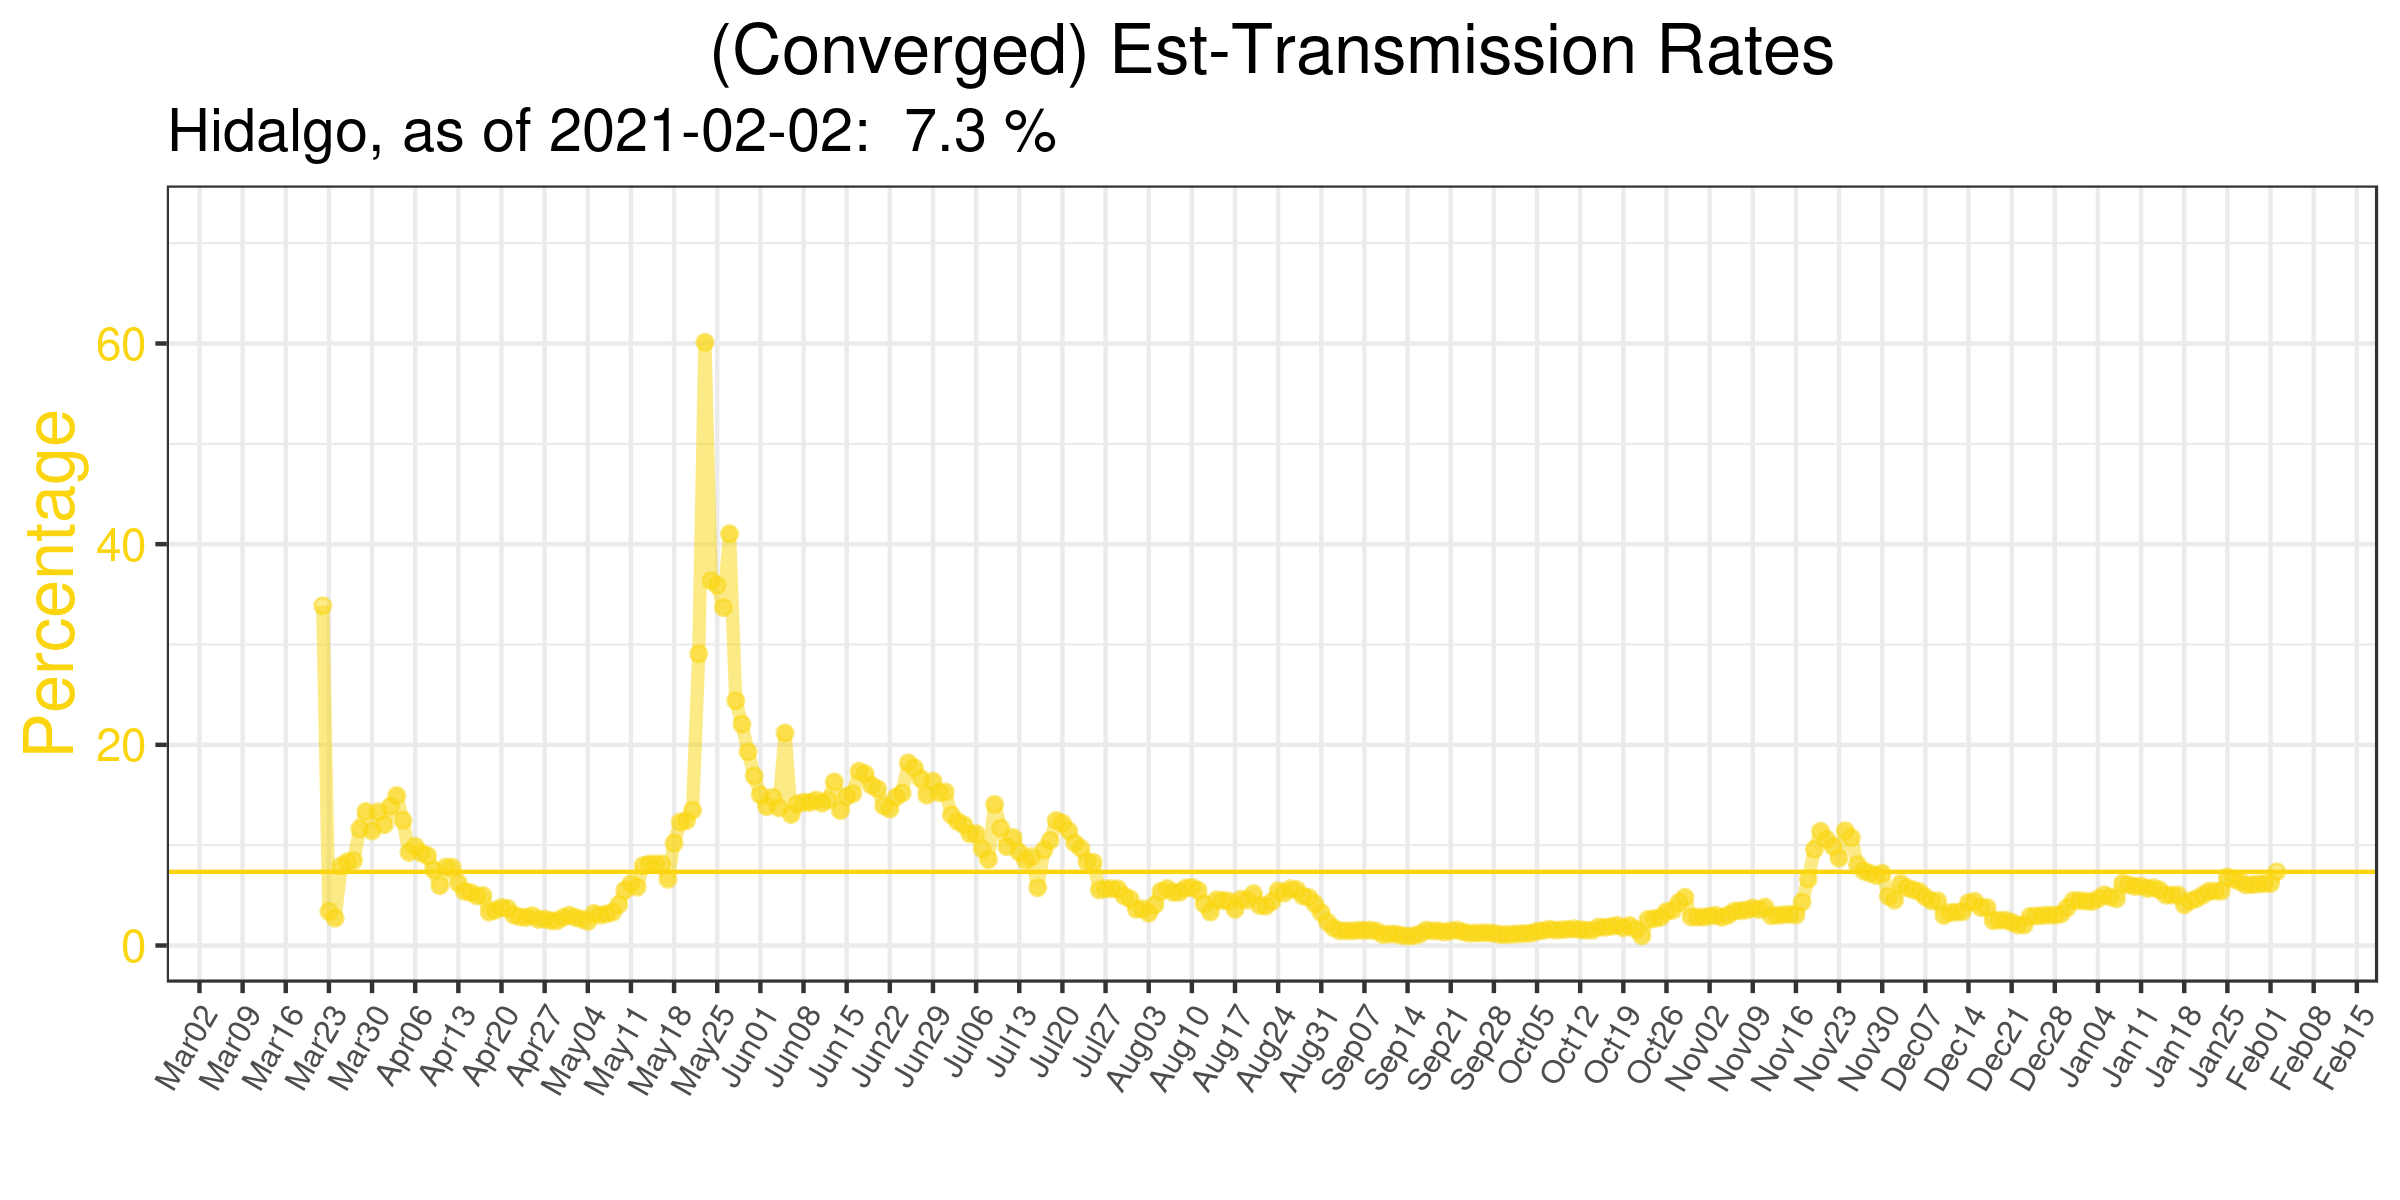 (Converged) Est-Transmission Rates
Hidalgo, as of 2021-02-02:  7.3 %
Percentage
60
40
20
0
Mar02 Mar09 Mar16 Mar23 Mar30 Apr06 Apr13 Apr20 Apr27 May04 May11 May18 May25 Jun01 Jun08 Jun15 Jun22 Jun29 Jul06 Jul13 Jul20 Jul27 Aug03 Aug10 Aug17 Aug24 Aug31 Sep07 Sep14 Sep21 Sep28 Oct05 Oct12 Oct19 Oct26 Nov02 Nov09 Nov16 Nov23 Nov30 Dec07 Dec14 Dec21 Dec28 Jan04 Jan11 Jan18 Jan25 Feb01 Feb08 Feb15